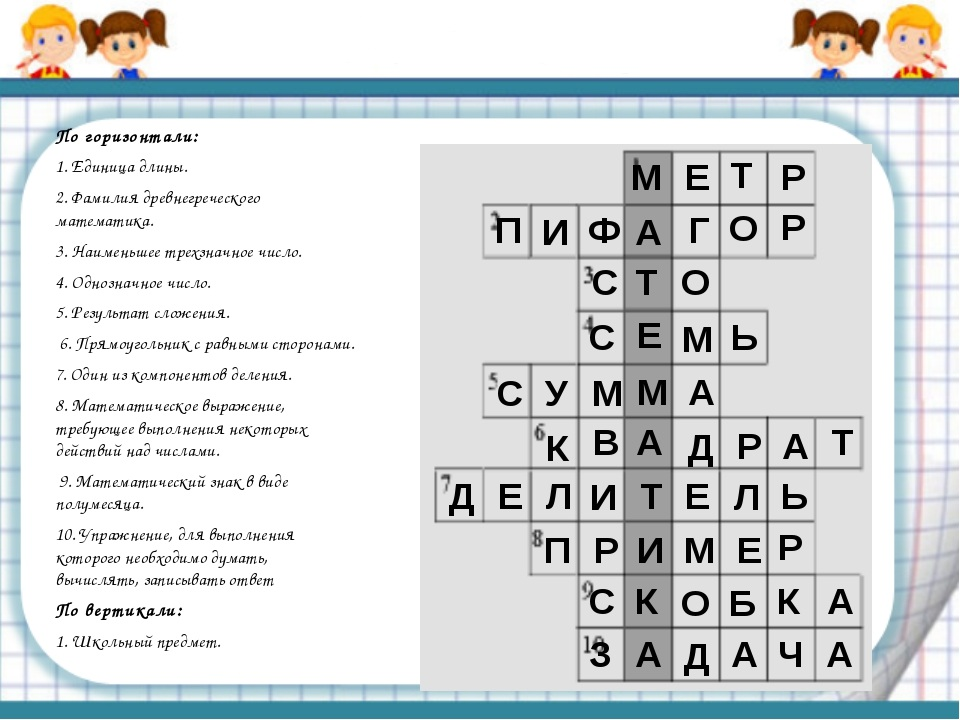 По горизонтали:
1. Единица длины.
2. Фамилия древнегреческого
математика.
3. Наименьшее трехзначное число.
4. Однозначное число.
5. Результат сложения.
6. Прямоугольник с равными сторонами.
7. Один из компонентов деления.
8. Математическое выражение,
требующее выполнения некоторых
действий над числами.
9. Математический знак в виде
полумесяца.
10. Упражнение, для выполнения
которого необходимо думать,
вычислять, записывать ответ
По вертикали:
1. Школьный предмет.
1 М Е Т Р
2 П И Ф А Г О Р
3 С Т О
4 С Е М Ь
5 С У М М А
6 К В А Д Р А Т
7 Д Е Л И Т Е Л Ь
8 П Р И М Е Р
9 С К О Б К А
10 З А Д А Ч А